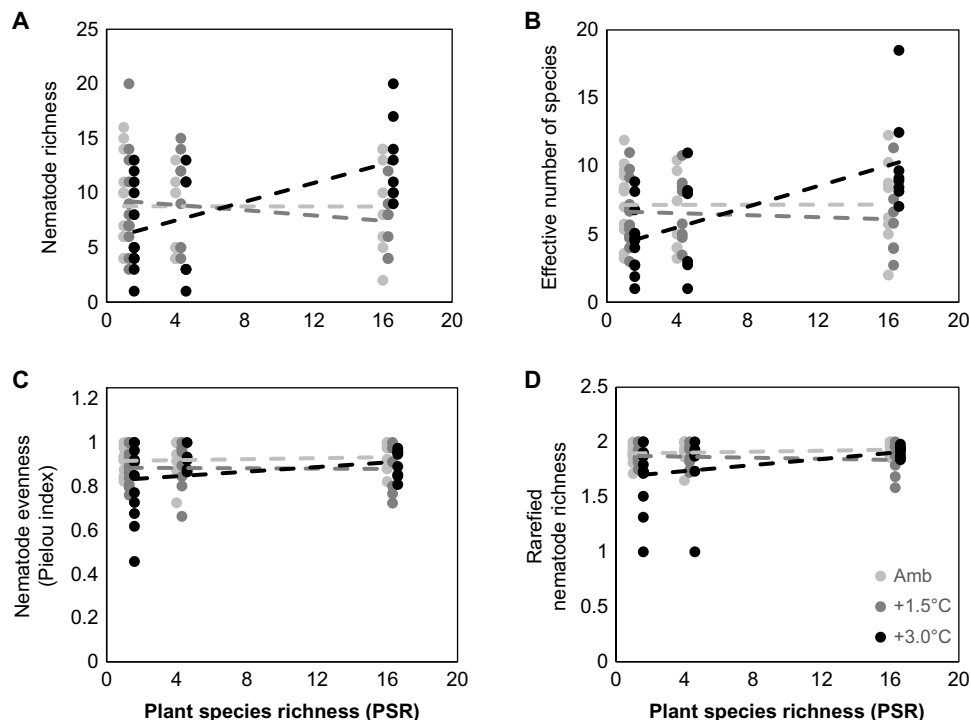 A
Nematode richness
25
20
15
10
5
0
0 4 8 12 16 20
B
Effective number of species
20
15
10
5
0
0 4 8 12 16 20
C
Nematode evenness
(Pielou index)
1.2
1
0.8
0.6
0.4
0.2
0
0 4 8 12 16 20
Plant species richness (PSR)
D
Rarefied
nematode richness
2.5
2
1.5
1
0.5
0
Amb
+1.5°C
+3.0°C
0 4 8 12 16 20
Plant species richness (PSR)